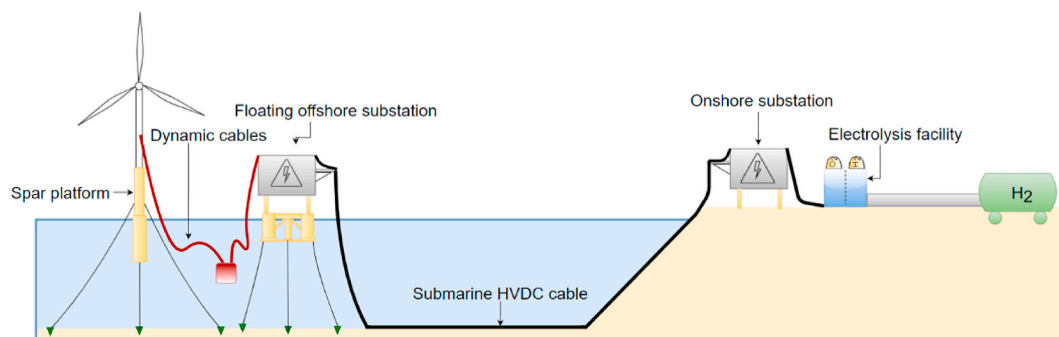 Floating offshore substation
Dynamic cables
Spar platform
Submarine HVDC cable
Onshore substation
Electrolysis facility
O
H
H2